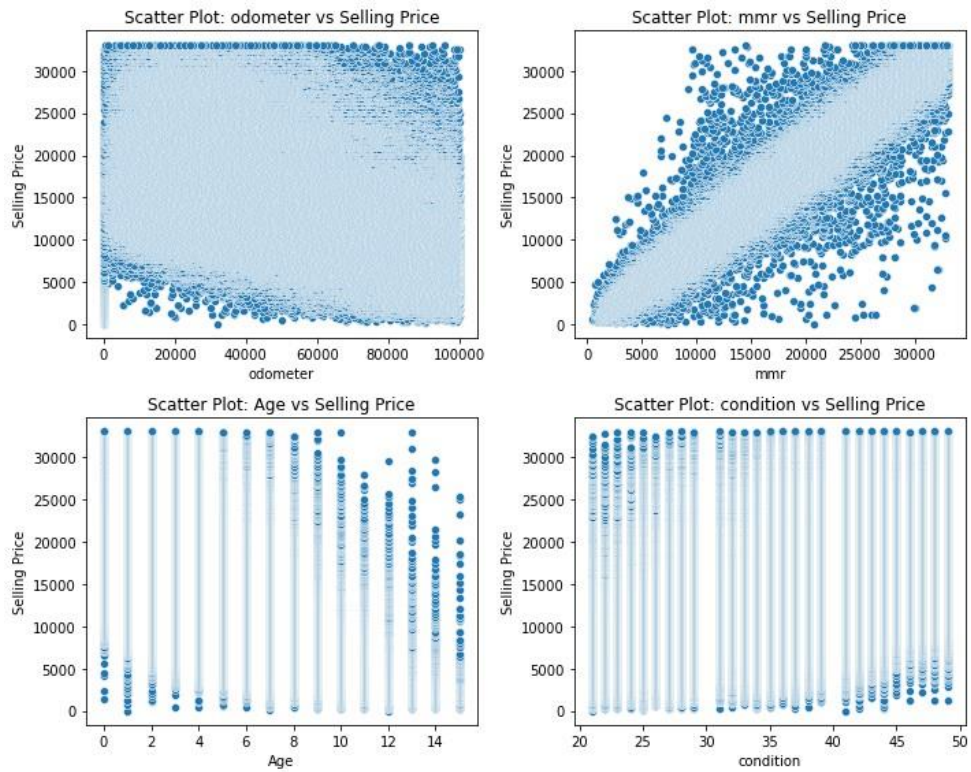 Scatter Plot: odometer vs Selling Price
30000
25000
20000
15000
10000
5000
0
Selling Price
0 20000 40000 60000 80000 100000
odometer
Scatter Plot: mmr vs Selling Price
30000
25000
20000
15000
10000
5000
0
Selling Price
0 5000 10000 15000 20000 25000 30000
mmr
Scatter Plot: Age vs Selling Price
30000
25000
20000
15000
10000
5000
0
Selling Price
0 2 4 6 8 10 12 14
Age
Scatter Plot: condition vs Selling Price
30000
25000
20000
15000
10000
5000
0
Selling Price
20 25 30 35 40 45 50
condition